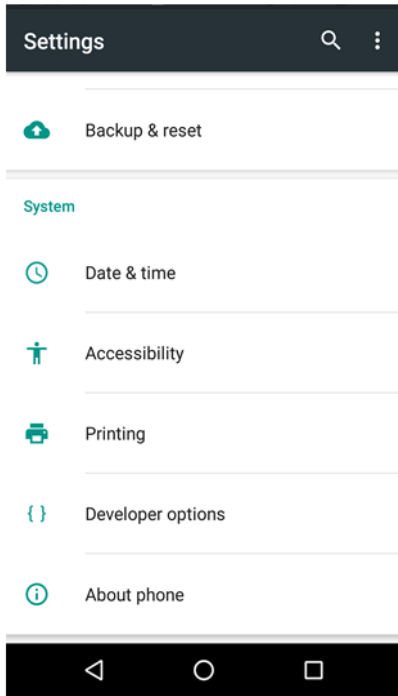 Settings
Backup & reset
System
Date & time
Accessibility
Printing
{ } Developer options
About phone